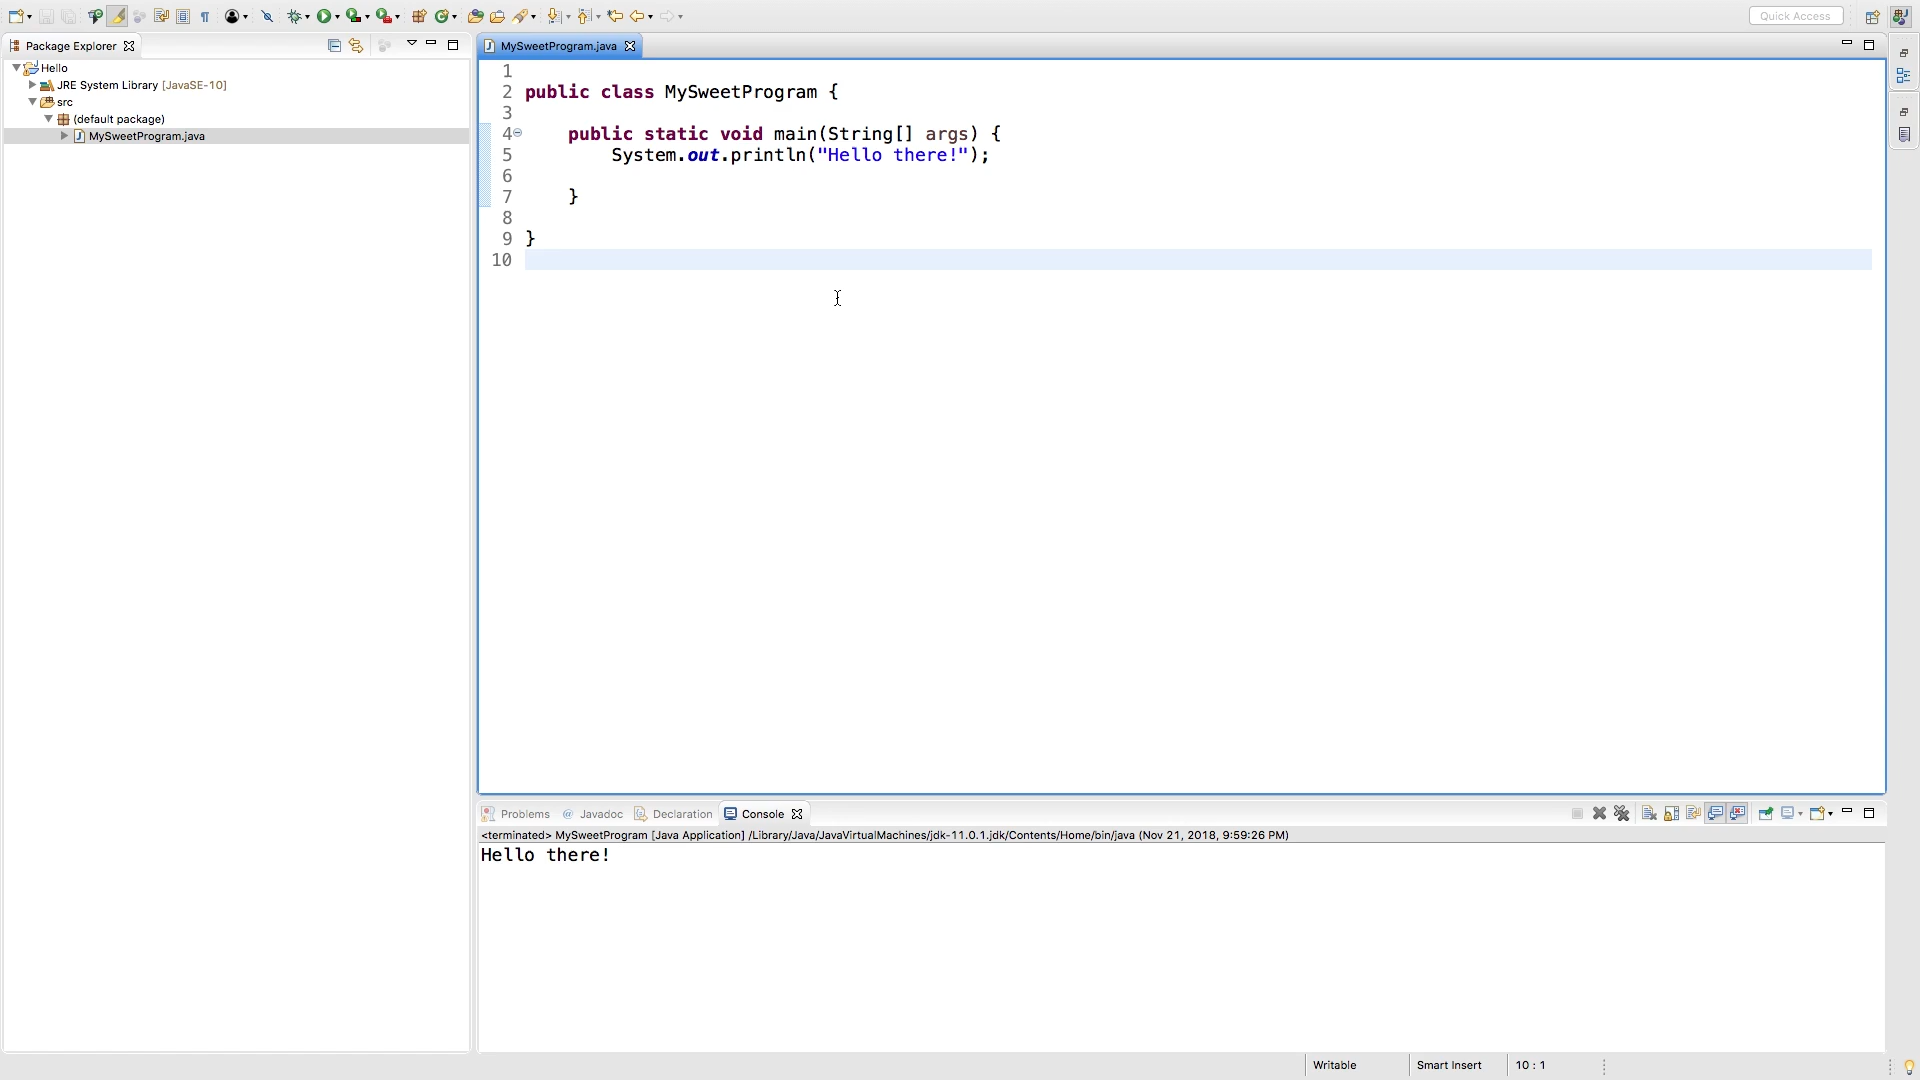 Quick Access
Package Explorer
Hello
JRE System Library [JavaSE-10]
src
(default package)
MySweetProgram.java
MySweetProgram.java
1
2 public class MySweetProgram {
3
4 public static void main(String[] args) {
5 System.out.println("Hello there!");
6
7 }
8
9 }
10
Problems @ Javadoc Declaration Console
<terminated> MySweetProgram [Java Application] /Library/Java/JavaVirtualMachines/jdk-11.0.1.jdk/Contents/Home/bin/java (Nov 21, 2018, 9:59:26 PM)
Hello there!
Writable Smart Insert 10 : 1